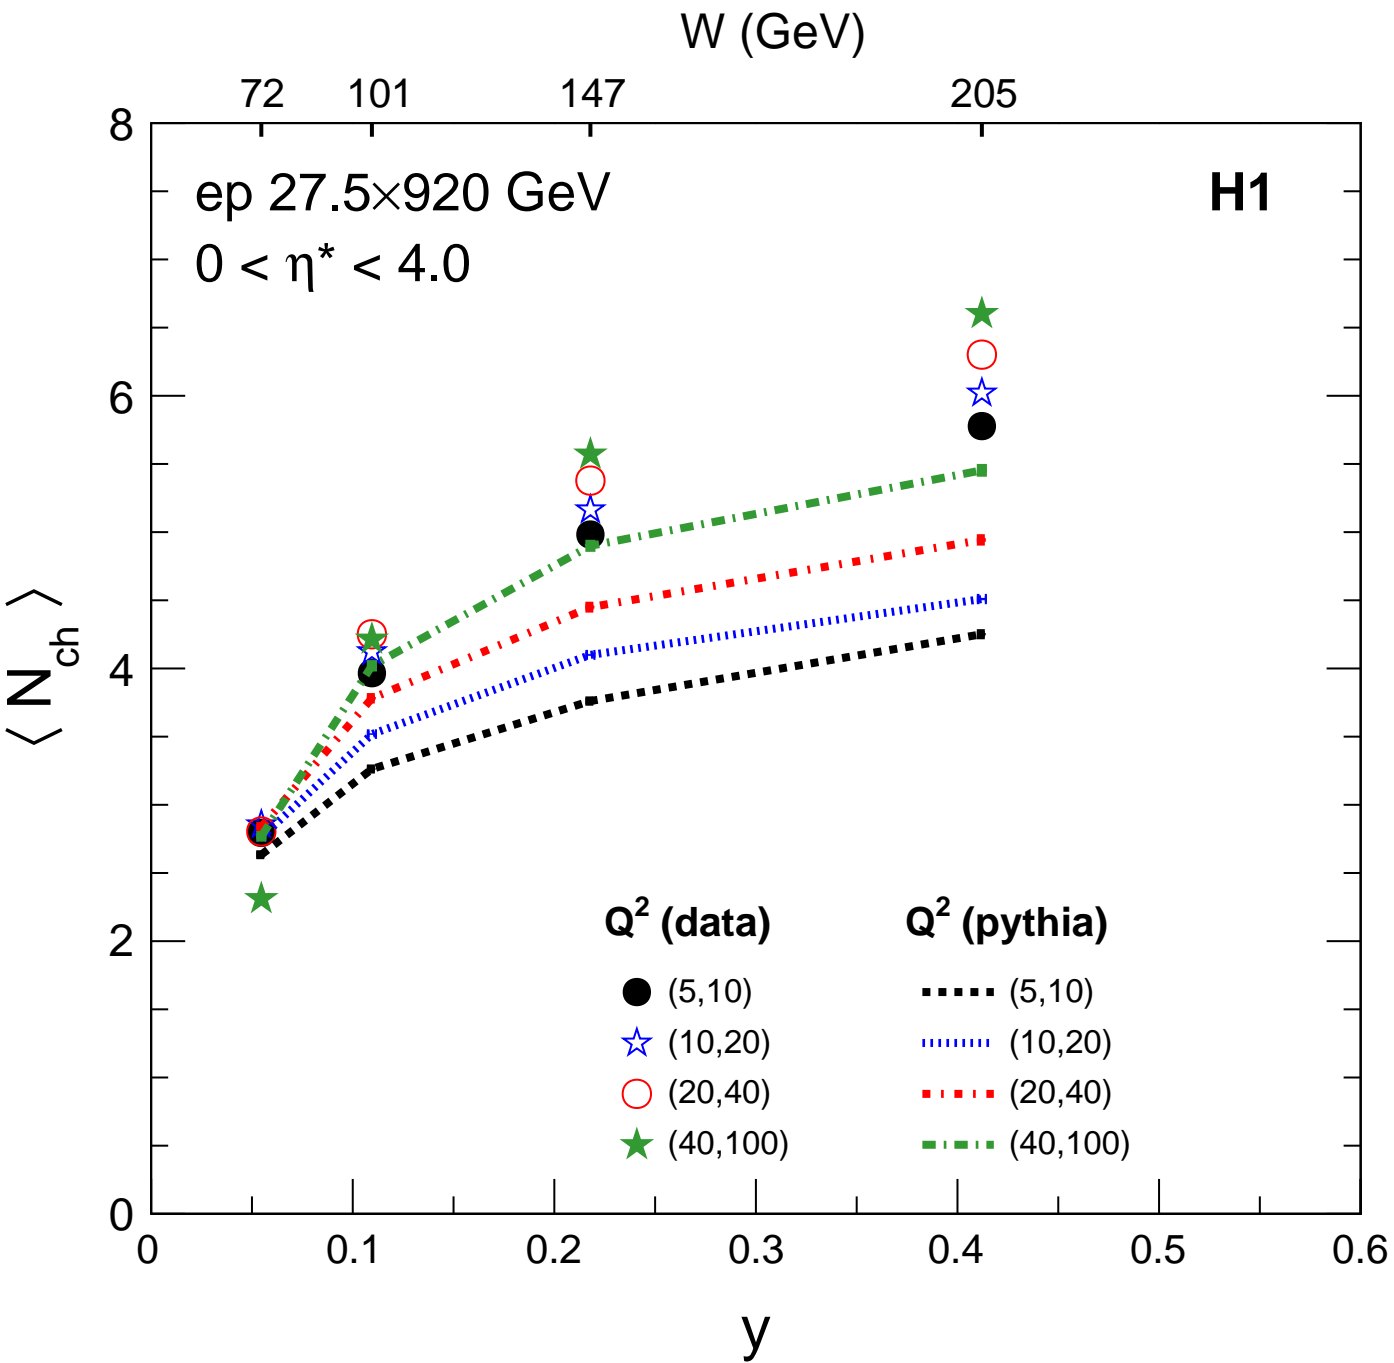 W (GeV)
72 101 147 205
8
ep 27.5×920 GeV H1
0 < η* < 4.0
6
⟨ N_ch ⟩
4
2
0
Q² (data) Q² (pythia)
(5,10) (5,10)
(10,20) (10,20)
(20,40) (20,40)
(40,100) (40,100)
0 0.1 0.2 0.3 0.4 0.5 0.6
y